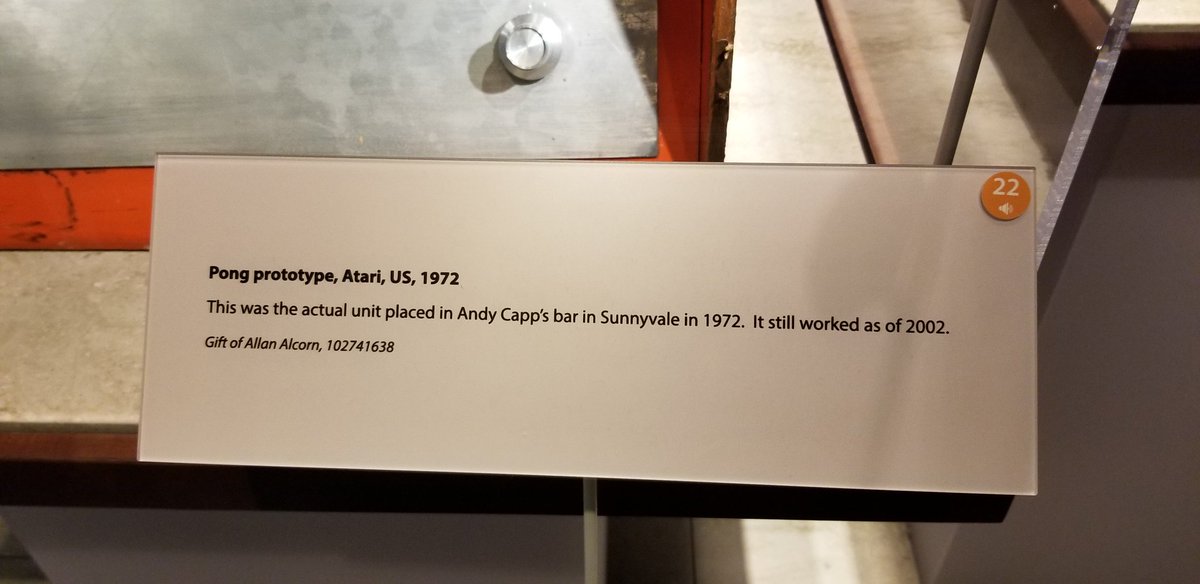 22
Pong prototype, Atari, US, 1972
This was the actual unit placed in Andy Capp's bar in Sunnyvale in 1972. It still worked as of 2002.
Gift of Allan Alcorn, 102741638